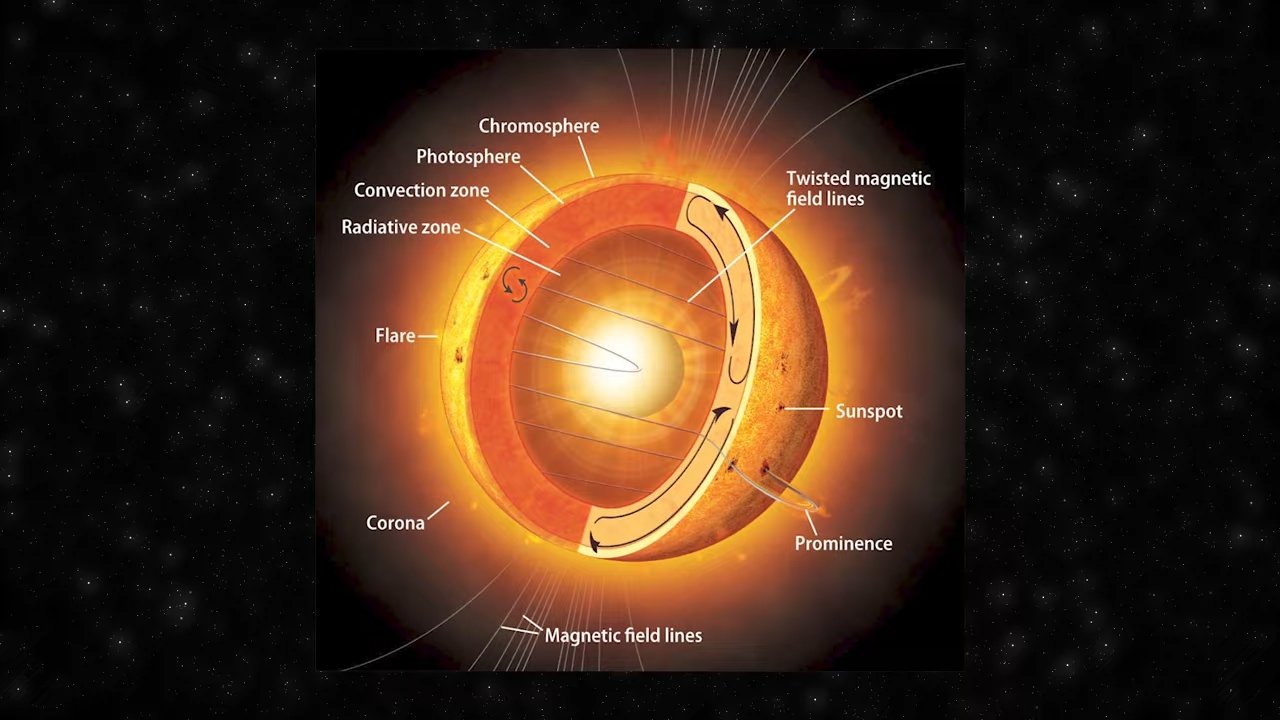 Chromosphere
Photosphere
Convection zone
Radiative zone
Twisted magnetic
field lines
Flare
Sunspot
Corona
Prominence
Magnetic field lines